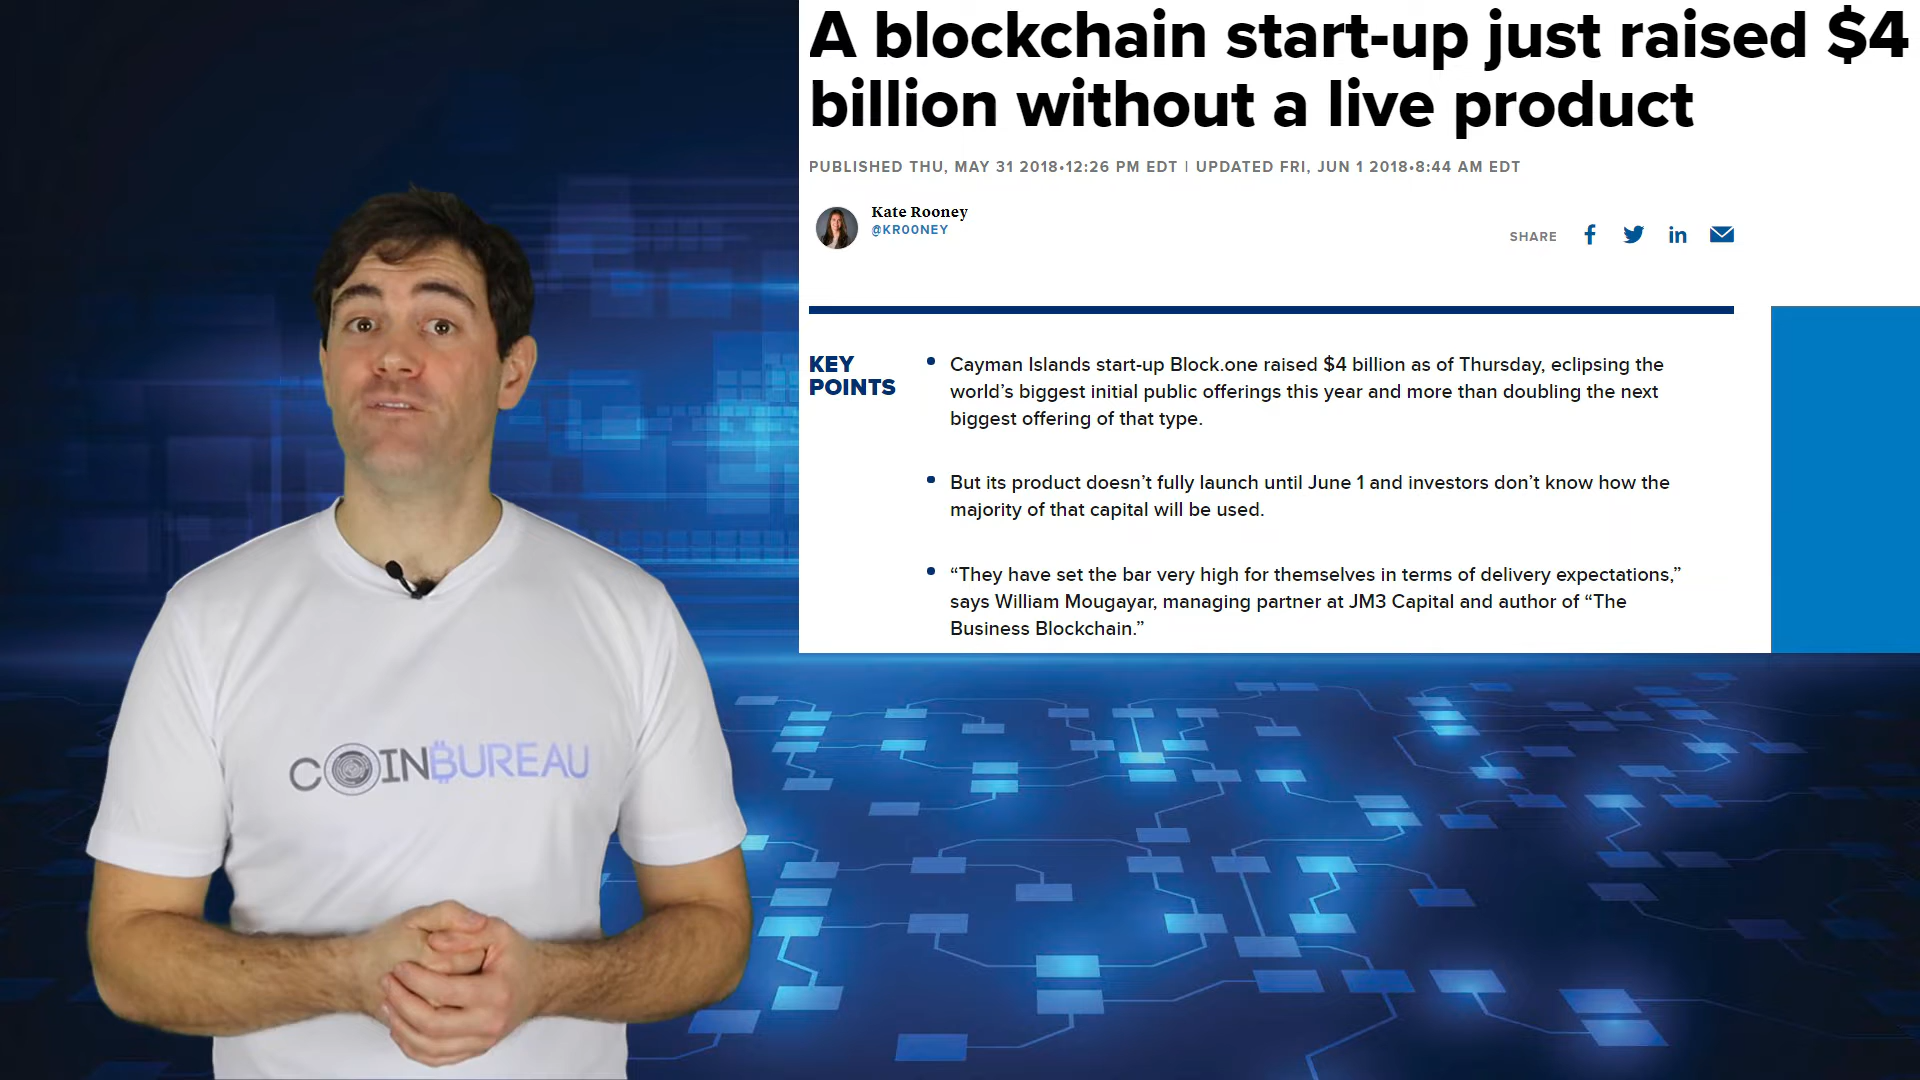 A blockchain start-up just raised $4
billion without a live product
PUBLISHED THU, MAY 31 2018•12:26 PM EDT | UPDATED FRI, JUN 1 2018•8:44 AM EDT
Kate Rooney
@KROONEY
SHARE
KEY
POINTS
• Cayman Islands start-up Block.one raised $4 billion as of Thursday, eclipsing the
world’s biggest initial public offerings this year and more than doubling the next
biggest offering of that type.
• But its product doesn’t fully launch until June 1 and investors don’t know how the
majority of that capital will be used.
• “They have set the bar very high for themselves in terms of delivery expectations,”
says William Mougayar, managing partner at JM3 Capital and author of “The
Business Blockchain.”
COINBUREAU